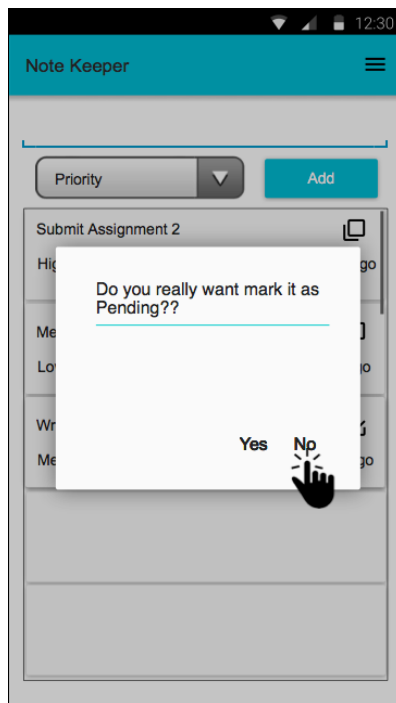 12:30
Note Keeper
Priority
Add
Submit Assignment 2
go
Do you really want mark it as
Pending??
Yes No